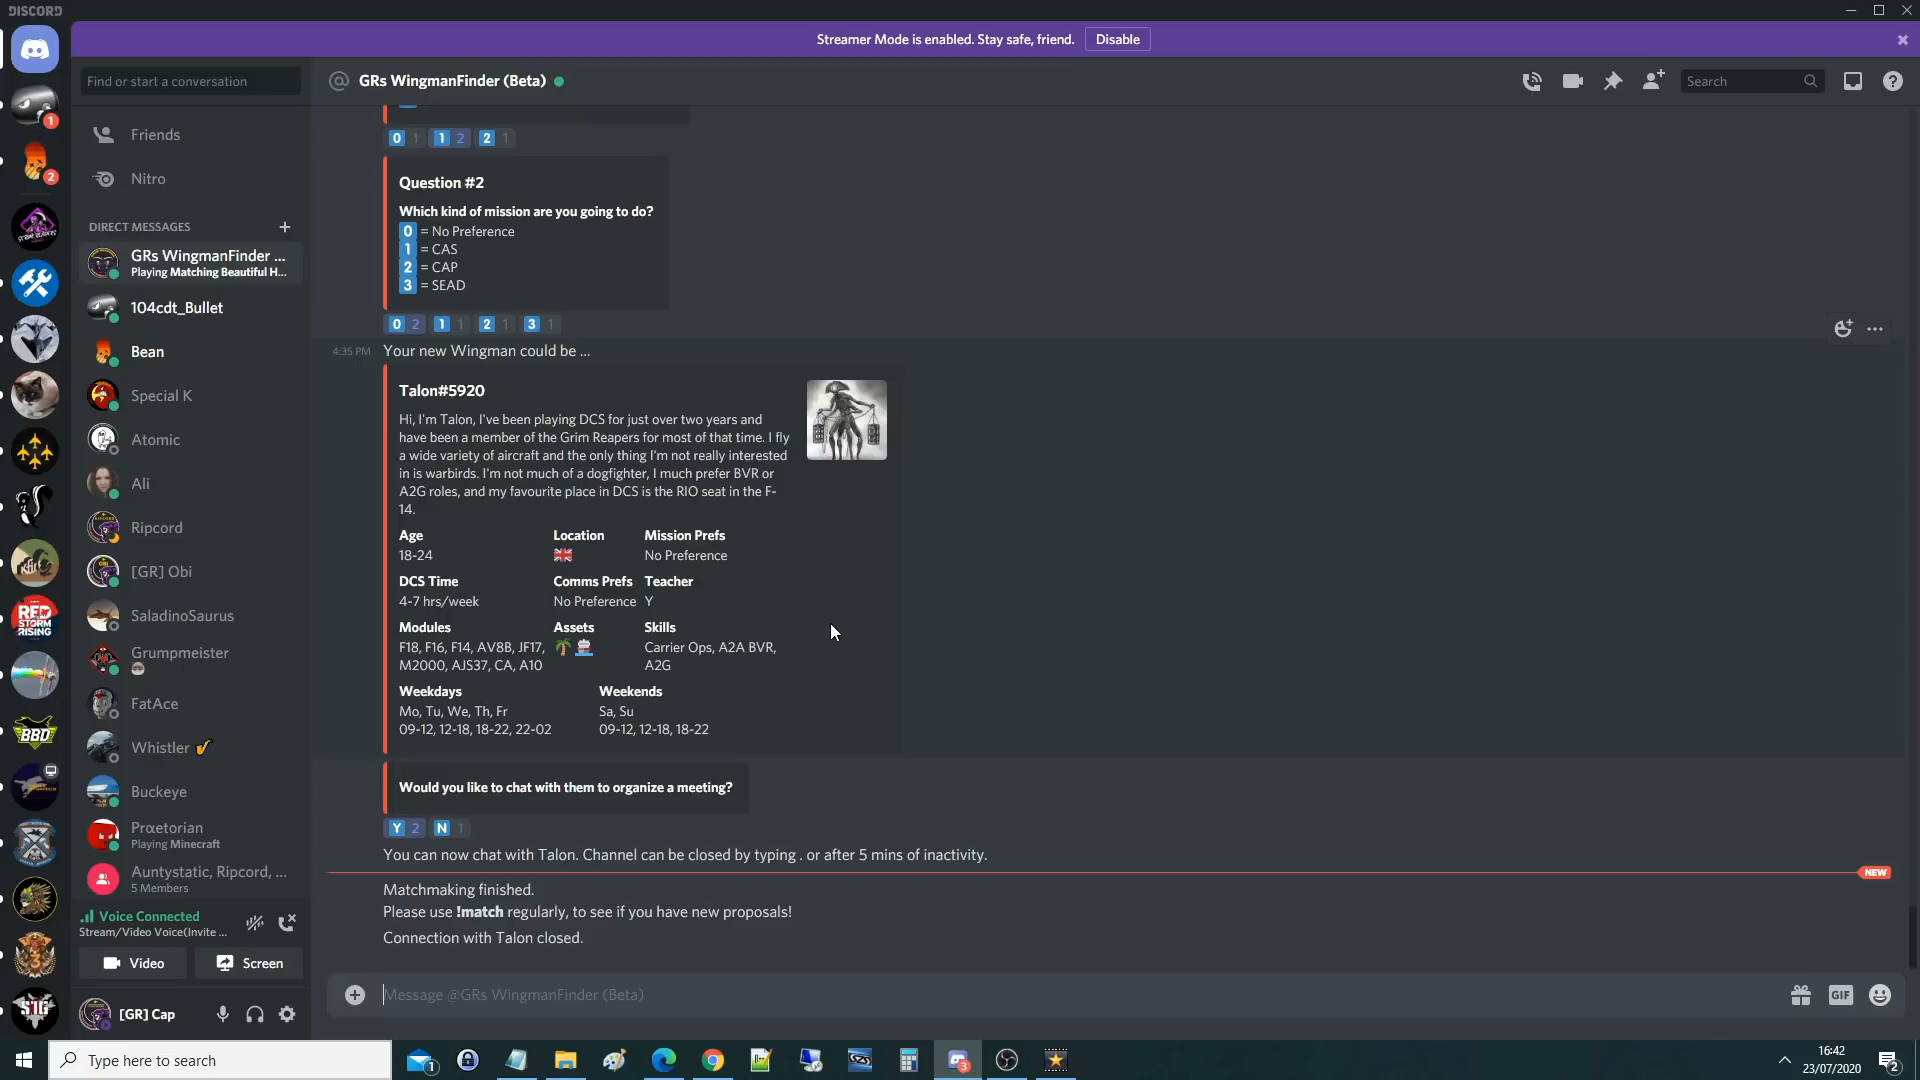 DISCORD
Streamer Mode is enabled. Stay safe, friend.
Disable
Find or start a conversation
GRs WingmanFinder (Beta)
Search
1
2
Friends
Nitro
DIRECT MESSAGES
GRs WingmanFinder ...
Playing Matching Beautiful H...
104cdt_Bullet
Bean
Special K
Atomic
Ali
Ripcord
[GR] Obi
SaladinoSaurus
Grumpmeister
FatAce
Whistler
Buckeye
Prœtorian
Playing Minecraft
Auntystatic, Ripcord, ...
5 Members
RED
STORM
RISING
BBD
Voice Connected
Stream/Video Voice(Invite ...
Video
Screen
[GR] Cap
0 1 1 2 2 1
Question #2
Which kind of mission are you going to do?
0 = No Preference
1 = CAS
2 = CAP
3 = SEAD
0 2 1 1 2 1 3 1
4:35 PM Your new Wingman could be ...
Talon#5920
Hi, I'm Talon, I've been playing DCS for just over two years and
have been a member of the Grim Reapers for most of that time. I fly
a wide variety of aircraft and the only thing I'm not really interested
in is warbirds. I'm not much of a dogfighter, I much prefer BVR or
A2G roles, and my favourite place in DCS is the RIO seat in the F-
14.
Age Location Mission Prefs
18-24 No Preference
DCS Time Comms Prefs Teacher
4-7 hrs/week No Preference Y
Modules Assets Skills
F18, F16, F14, AV8B, JF17, Carrier Ops, A2A BVR,
M2000, AJS37, CA, A10 A2G
Weekdays Weekends
Mo, Tu, We, Th, Fr Sa, Su
09-12, 12-18, 18-22, 22-02 09-12, 12-18, 18-22
Would you like to chat with them to organize a meeting?
Y 2 N 1
You can now chat with Talon. Channel can be closed by typing . or after 5 mins of inactivity.
NEW
Matchmaking finished.
Please use !match regularly, to see if you have new proposals!
Connection with Talon closed.
Message @GRs WingmanFinder (Beta)
GIF
Type here to search
1
3
16:42
23/07/2020
2